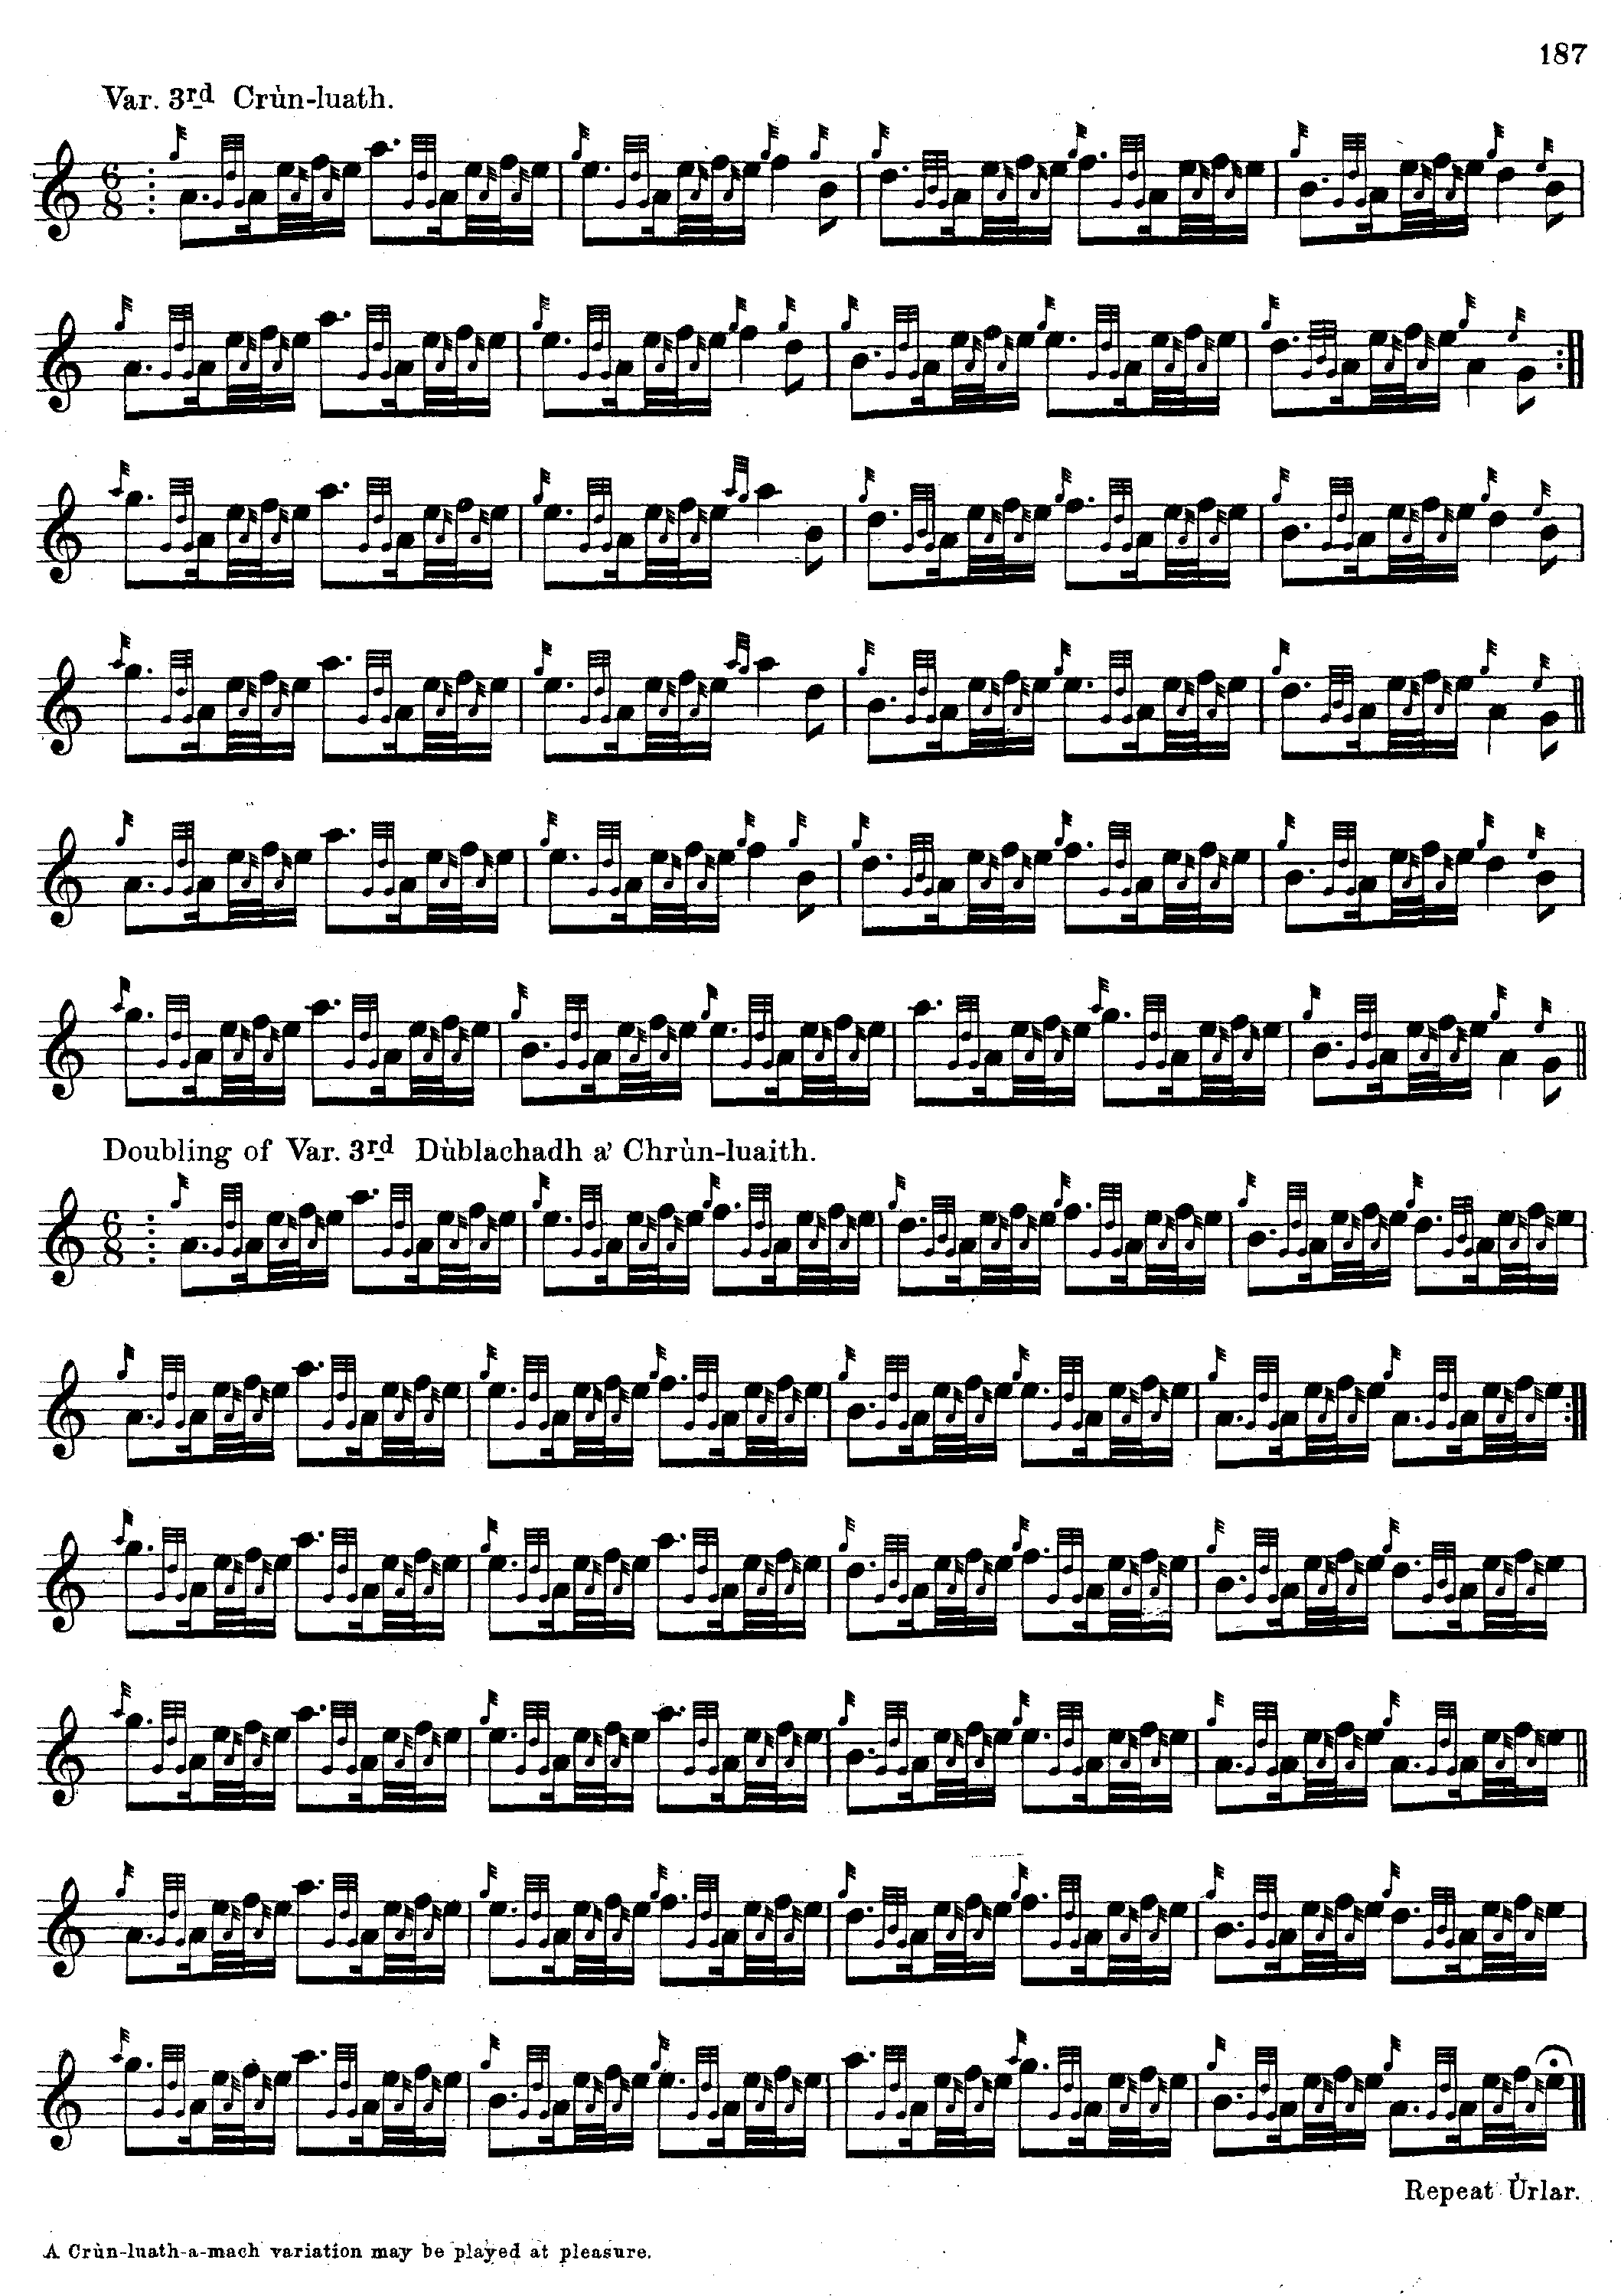 187
Var. 3rd Crùn-luath.
Doubling of Var. 3rd Dùblachadh a' Chrùn-luaith.
Repeat Ùrlar.
A Crùn-luath-a-mach variation may be played at pleasure.